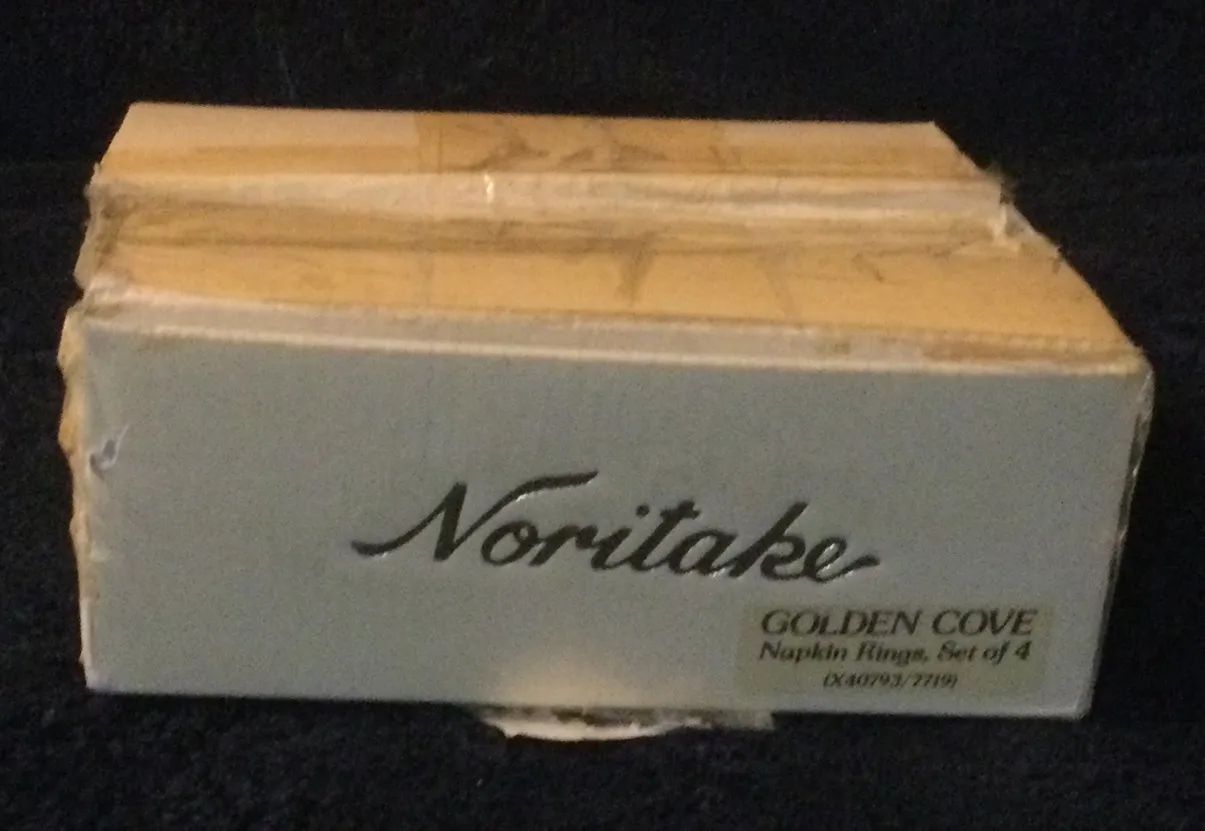 Noritake
GOLDEN COVE
Napkin Rings, Set of 4
(X40793/7719)